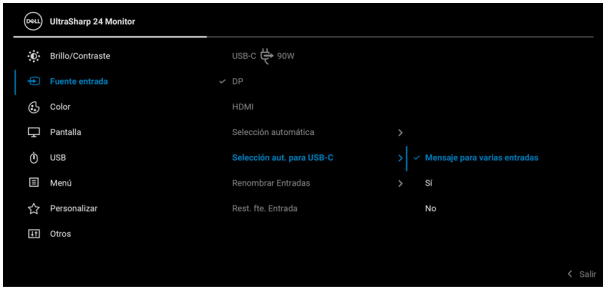 DELL UltraSharp 24 Monitor
Brillo/Contraste
USB-C 90W
Fuente entrada
DP
Color
HDMI
Pantalla
Selección automática
USB
Selección aut. para USB-C
Mensaje para varias entradas
Menú
Renombrar Entradas
Sí
Personalizar
Rest. fte. Entrada
No
Otros
Salir